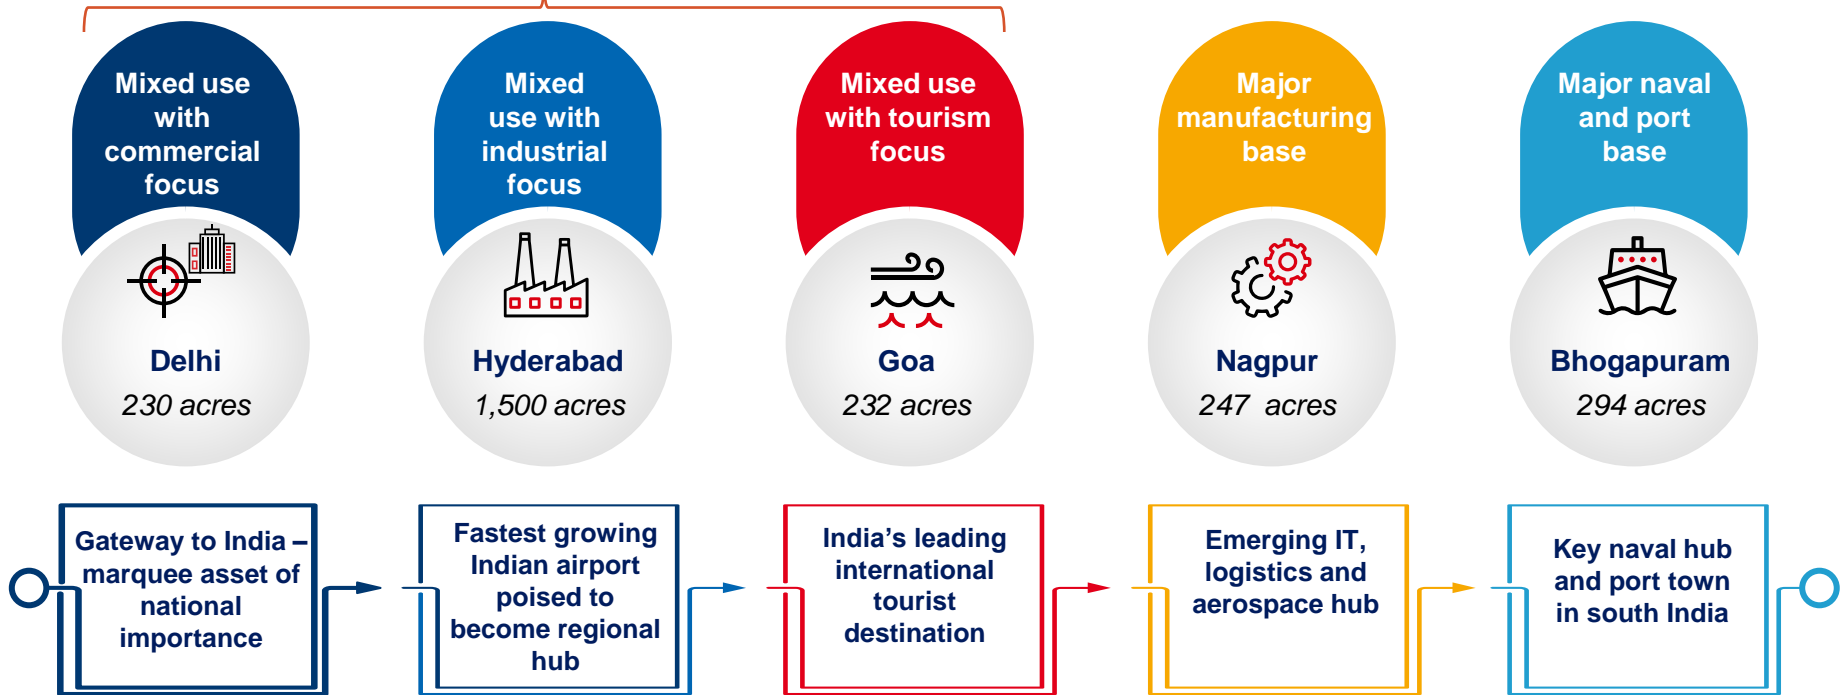 Mixed use
with
commercial
focus
Mixed
use with
industrial
focus
Mixed use
with tourism
focus
Major
manufacturing
base
Major naval
and port
base
Delhi
230 acres
Hyderabad
1,500 acres
Goa
232 acres
Nagpur
247 acres
Bhogapuram
294 acres
Gateway to India –
marquee asset of
national
importance
Fastest growing
Indian airport
poised to
become regional
hub
India’s leading
international
tourist
destination
Emerging IT,
logistics and
aerospace hub
Key naval hub
and port town
in south India